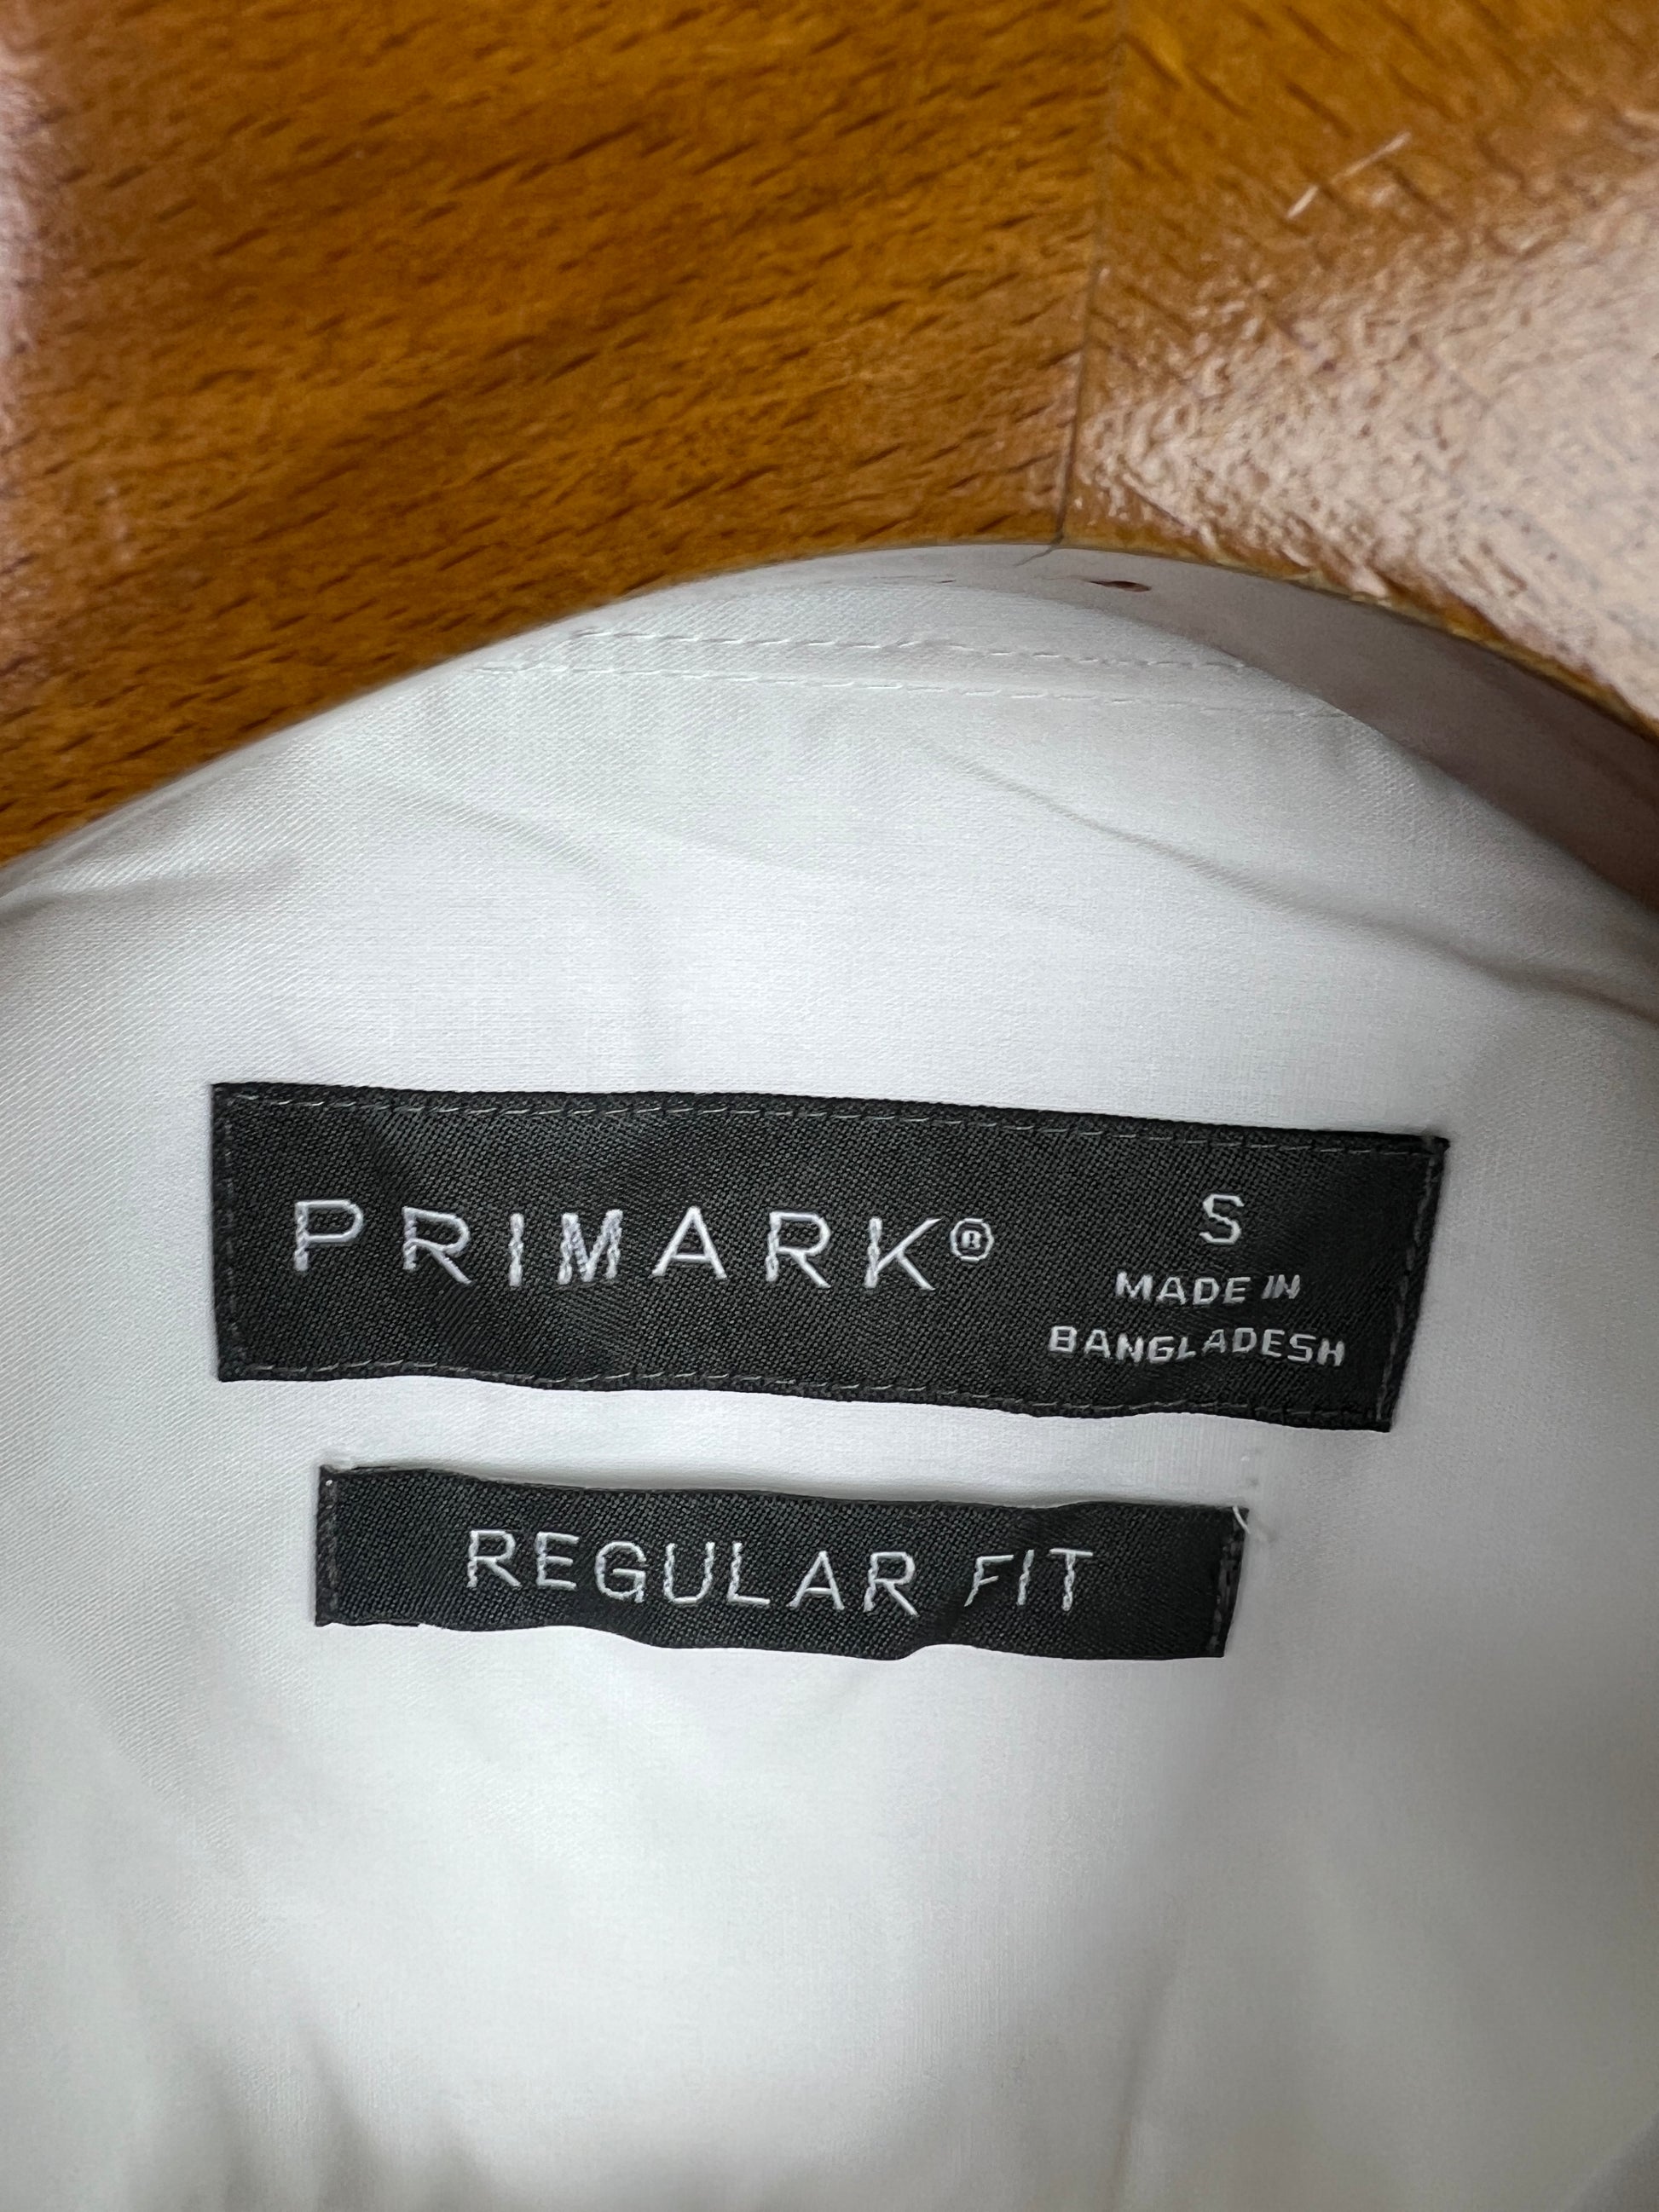 PRIMARK®
S
MADE IN
BANGLADESH
REGULAR FIT